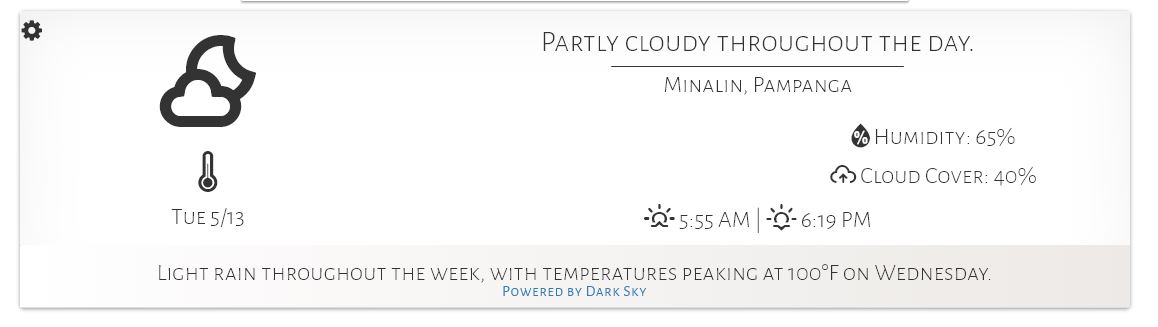 Partly cloudy throughout the day.
Minalin, Pampanga
Humidity: 65%
Cloud Cover: 40%
Tue 5/13
5:55 AM | 6:19 PM
Light rain throughout the week, with temperatures peaking at 100°F on Wednesday.
Powered by Dark Sky